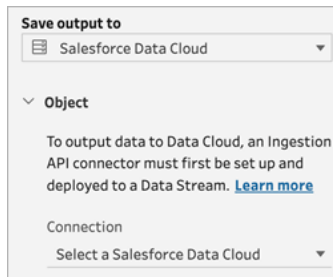 Save output to
Salesforce Data Cloud
Object
To output data to Data Cloud, an Ingestion
API connector must first be set up and
deployed to a Data Stream. Learn more
Connection
Select a Salesforce Data Cloud